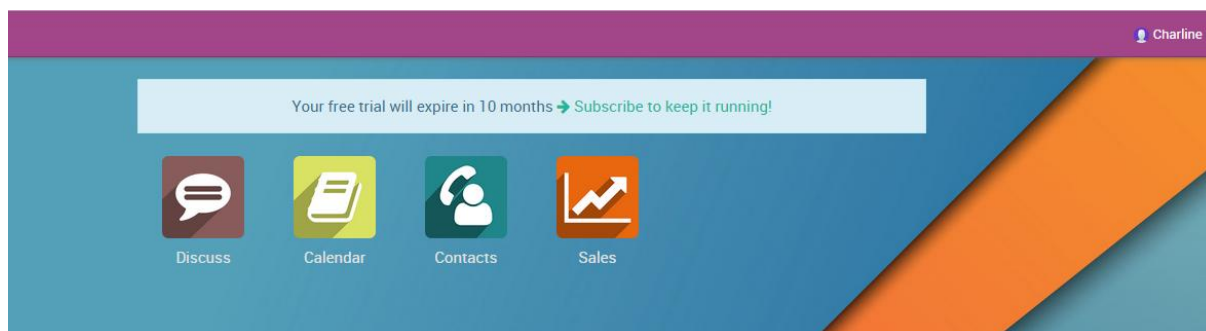 Charline
Your free trial will expire in 10 months → Subscribe to keep it running!
Discuss Calendar Contacts Sales